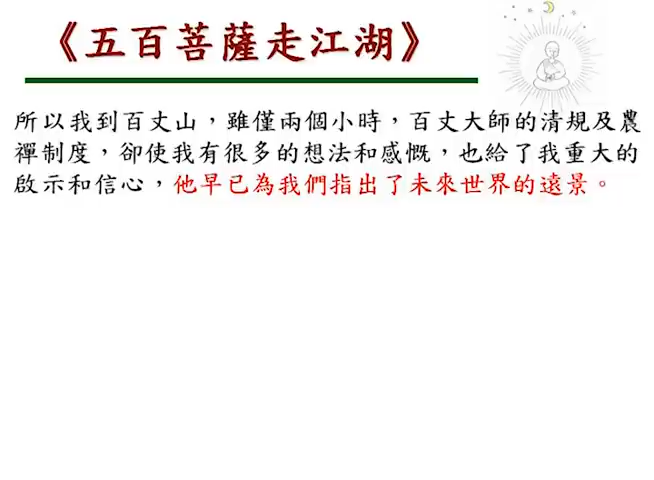 《五百菩薩走江湖》
所以我到百丈山，雖僅兩個小時，百丈大師的清規及農
禪制度，卻使我有很多的想法和感慨，也給了我重大的
啟示和信心，他早已為我們指出了未來世界的遠景。